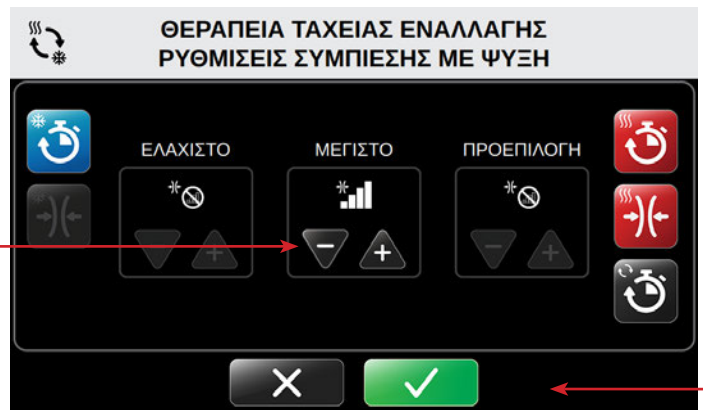 ΘΕΡΑΠΕΙΑ ΤΑΧΕΙΑΣ ΕΝΑΛΛΑΓΗΣ
ΡΥΘΜΙΣΕΙΣ ΣΥΜΠΙΕΣΗΣ ΜΕ ΨΥΞΗ
ΕΛΑΧΙΣΤΟ
ΜΕΓΙΣΤΟ
ΠΡΟΕΠΙΛΟΓΗ